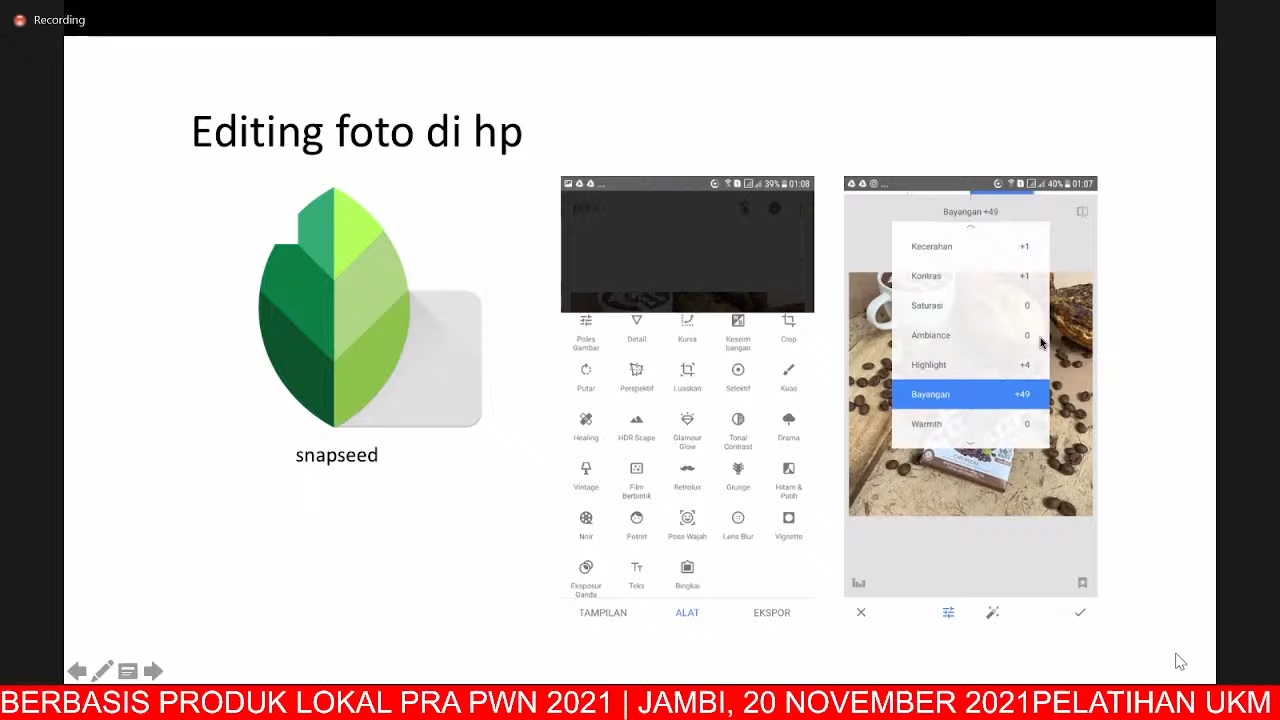 Recording
Editing foto di hp
snapseed
39% 01:08
Poles Gambar
Detail
Kurva
Keseimbangan
Crop
Putar
Perspektif
Luaskan
Selektif
Kuas
Healing
HDR Scape
Glamour Glow
Tonal Contrast
Drama
Vintage
Film Berbintik
Retrolux
Grunge
Hitam & Putih
Noir
Potret
Pose Wajah
Lens Blur
Vignette
Eksposur Ganda
Teks
Bingkai
TAMPILAN ALAT EKSPOR
... 40% 01:07
Bayangan +49
Kecerahan +1
Kontras +1
Saturasi 0
Ambiance 0
Highlight +4
Bayangan +49
Warmth 0
BERBASIS PRODUK LOKAL PRA PWN 2021 | JAMBI, 20 NOVEMBER 2021PELATIHAN UKM